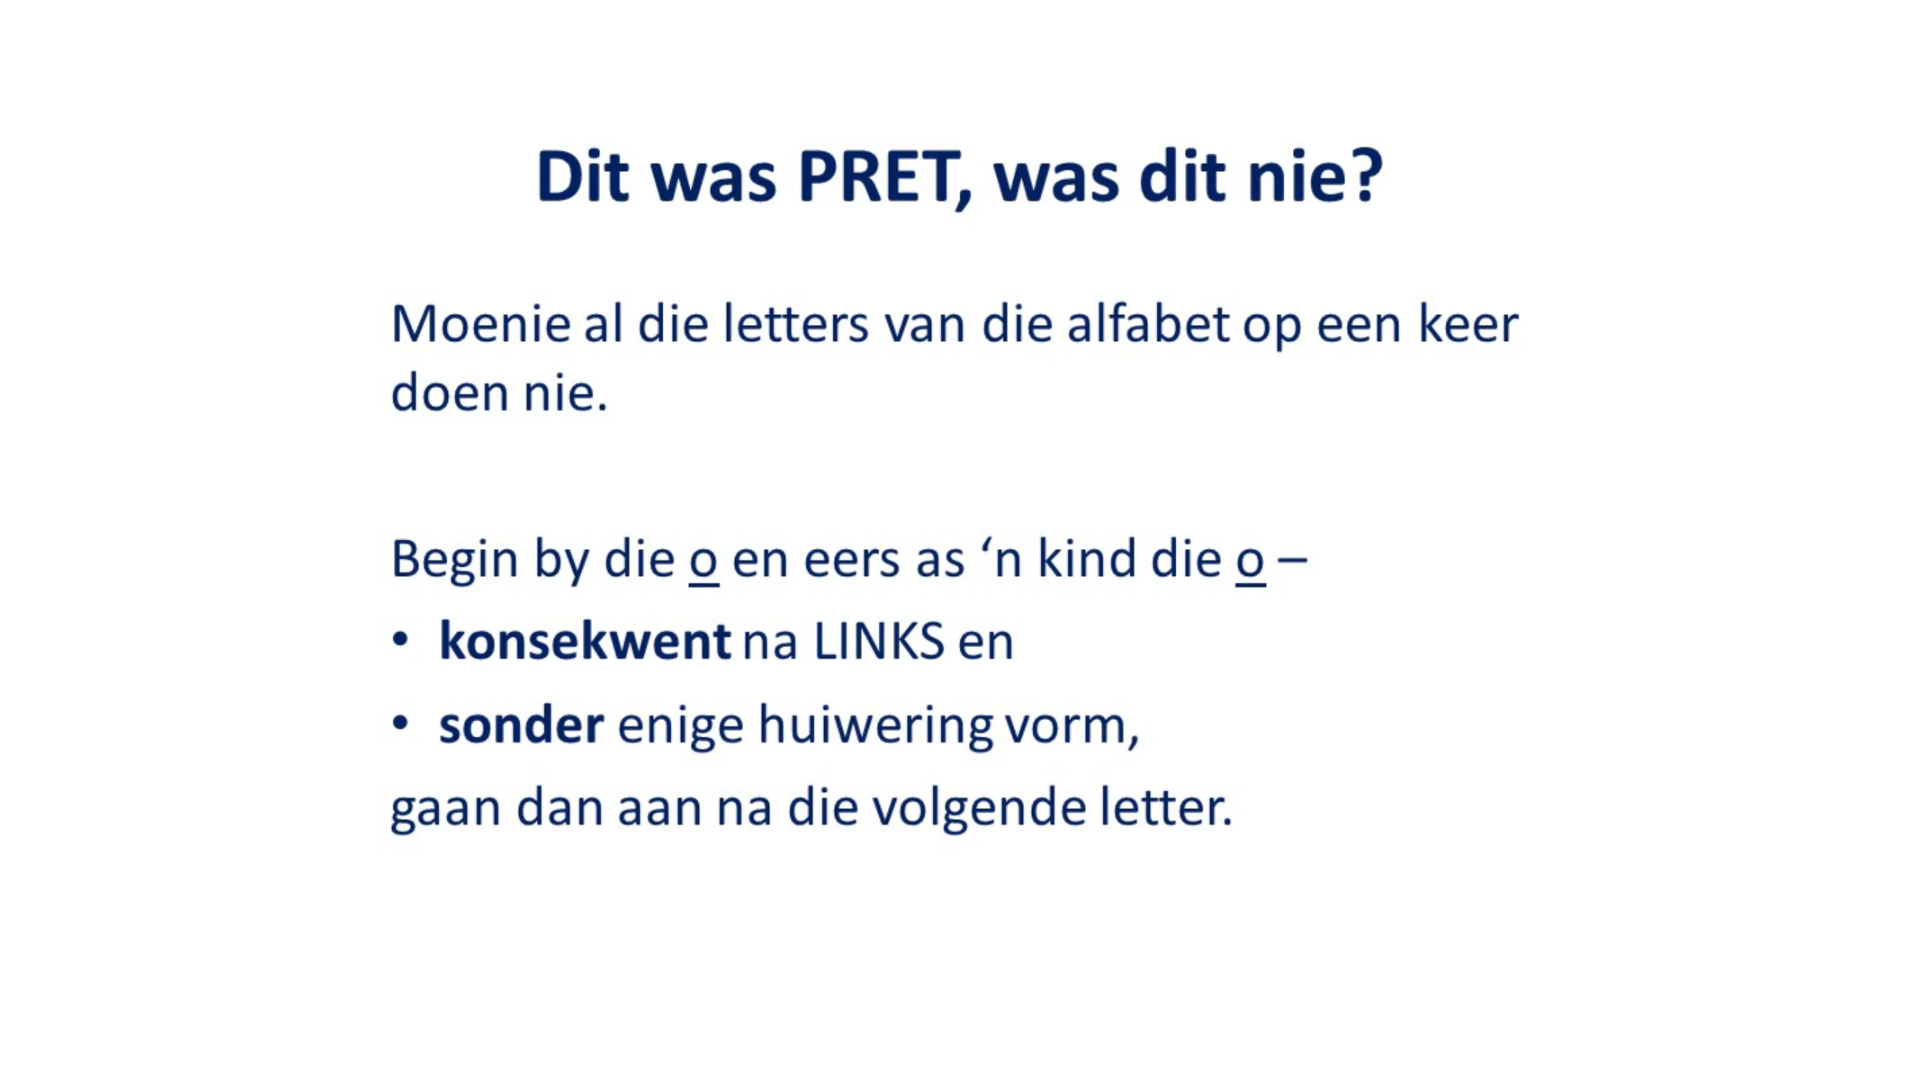 Dit was PRET, was dit nie?
Moenie al die letters van die alfabet op een keer
doen nie.
Begin by die o en eers as ‘n kind die o –
• konsekwent na LINKS en
• sonder enige huiwering vorm,
gaan dan aan na die volgende letter.